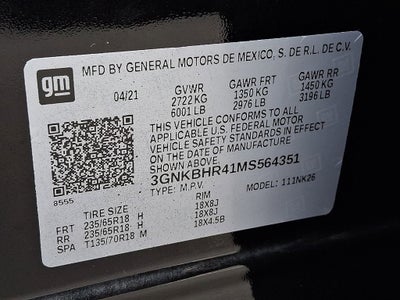 gm
MFD BY GENERAL MOTORS DE MEXICO, S. DE R.L. DE C.V.
04/21 GVWR GAWR FRT GAWR RR
2722 KG 1350 KG 1450 KG
6001 LB 2976 LB 3196 LB
THIS VEHICLE CONFORMS TO ALL APPLICABLE
U.S. FEDERAL MOTOR
VEHICLE SAFETY STANDARDS IN EFFECT ON
THE DATE OF MANUFACTURE
SHOWN ABOVE.
3GNKBHR41MS564351
TYPE: M.P.V. MODEL: 111NK26
8555
TIRE SIZE RIM
FRT 235/65R18 H 18X8J
RR 235/65R18 H 18X8J
SPA T135/70R18 M 18X4.5B